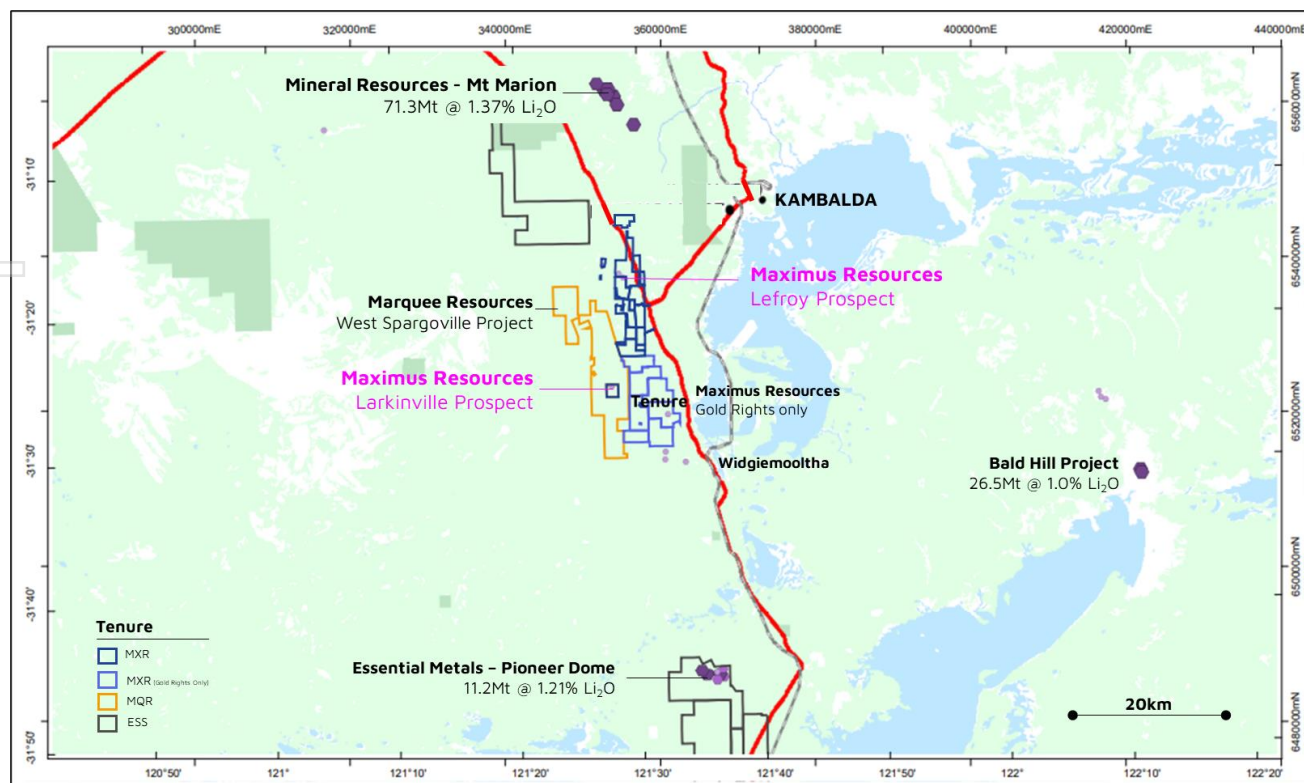 300000mE 320000mE 340000mE 360000mE 380000mE 400000mE 420000mE 440000mE
Mineral Resources - Mt Marion
71.3Mt @ 1.37% Li₂O
6560000mN
-31°10'
KAMBALDA
6540000mN
Maximus Resources
Lefroy Prospect
Marquee Resources
West Spargoville Project
-31°20'
Maximus Resources
Larkinville Prospect
Maximus Resources
Gold Rights only
Tenure
6520000mN
-31°30'
Widgiemooltha
Bald Hill Project
26.5Mt @ 1.0% Li₂O
6500000mN
-31°40'
Tenure
MXR
MXR (Gold Rights Only)
MQR
ESS
Essential Metals – Pioneer Dome
11.2Mt @ 1.21% Li₂O
20km
6480000mN
-31°50'
120°50' 121° 121°10' 121°20' 121°30' 121°40' 121°50' 122° 122°10' 122°20'